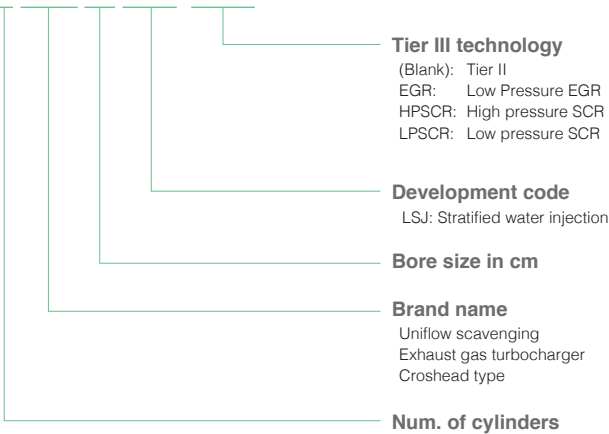 Tier III technology
(Blank): Tier II
EGR: Low Pressure EGR
HPSCR: High pressure SCR
LPSCR: Low pressure SCR
Development code
LSJ: Stratified water injection
Bore size in cm
Brand name
Uniflow scavenging
Exhaust gas turbocharger
Croshead type
Num. of cylinders